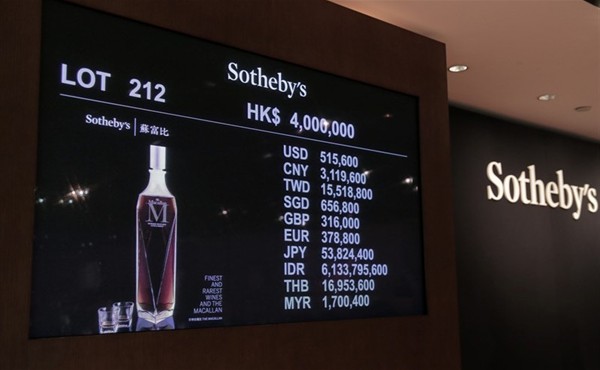 Sotheby's
LOT 212
HK$ 4,000,000
Sotheby's 蘇富比
USD 515,600
CNY 3,119,600
TWD 15,518,800
SGD 656,800
GBP 316,000
EUR 378,800
JPY 53,824,400
IDR 6,133,795,600
THB 16,953,600
MYR 1,700,400
M
FINEST
AND
RAREST
WINES
AND THE
MACALLAN
THE MACALLAN
Sotheby's